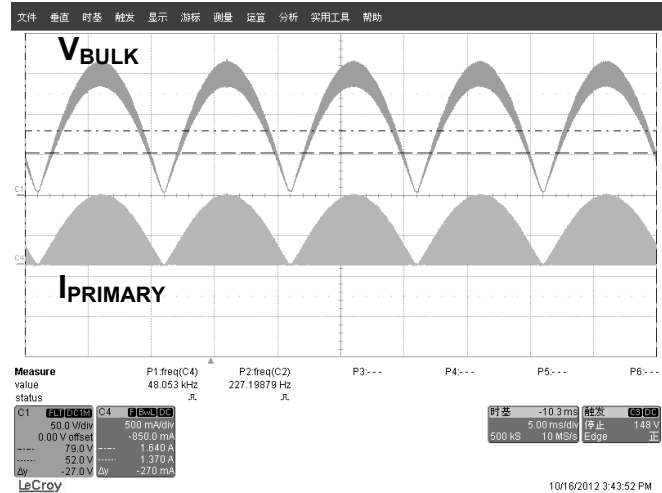 文件 垂直 时基 触发 显示 游标 测量 运算 分析 实用工具 帮助
VBULK
C1
C4
IPRIMARY
Measure P1:freq(C4) P2:freq(C2) P3:- - - P4:- - - P5:- - - P6:- - -
value 48.053 kHz 227.19879 Hz
status
C1 FLT DC1M
50.0 V/div
0.00 V offset
79.0 V
52.0 V
Δy -27.0 V
C4 F BwL DC
500 mA/div
-850.0 mA
1.640 A
1.370 A
Δy -270 mA
时基 -10.3 ms
5.00 ms/div
500 kS 10 MS/s
触发 C3 DC
停止 148 V
Edge 正
LeCroy
10/16/2012 3:43:52 PM